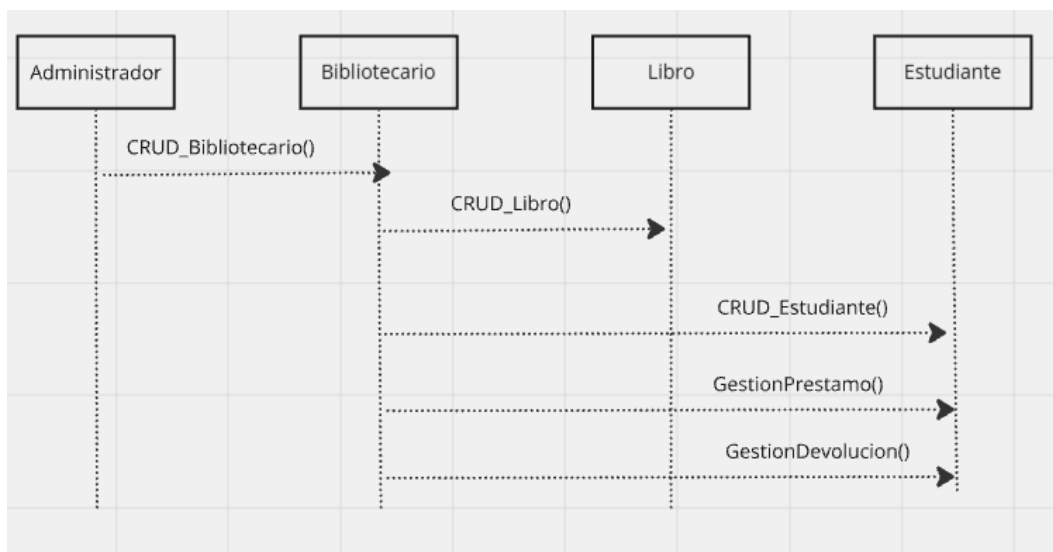 Administrador
Bibliotecario
Libro
Estudiante
CRUD_Bibliotecario()
CRUD_Libro()
CRUD_Estudiante()
GestionPrestamo()
GestionDevolucion()